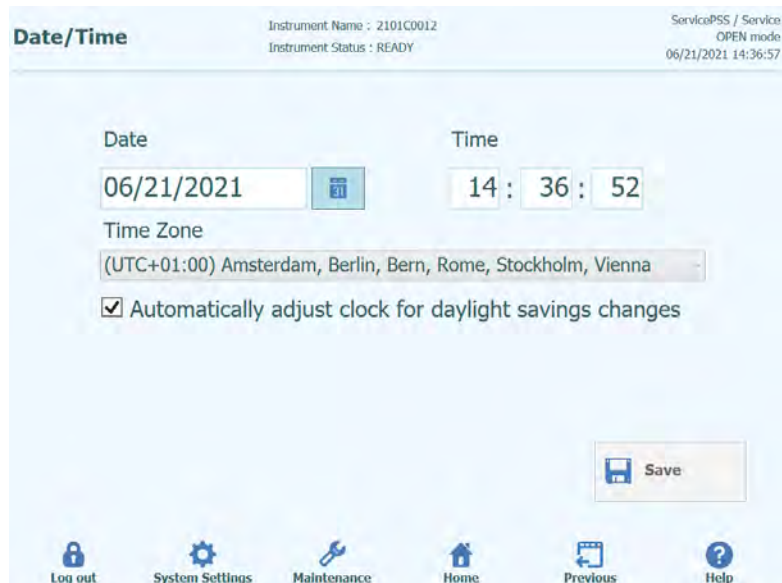 Date/Time
Instrument Name : 2101C0012
Instrument Status : READY
ServicePSS / Service
OPEN mode
06/21/2021 14:36:57
Date
Time
06/21/2021
31
14 : 36 : 52
Time Zone
(UTC+01:00) Amsterdam, Berlin, Bern, Rome, Stockholm, Vienna
Automatically adjust clock for daylight savings changes
Save
Log out
System Settings
Maintenance
Home
Previous
Help